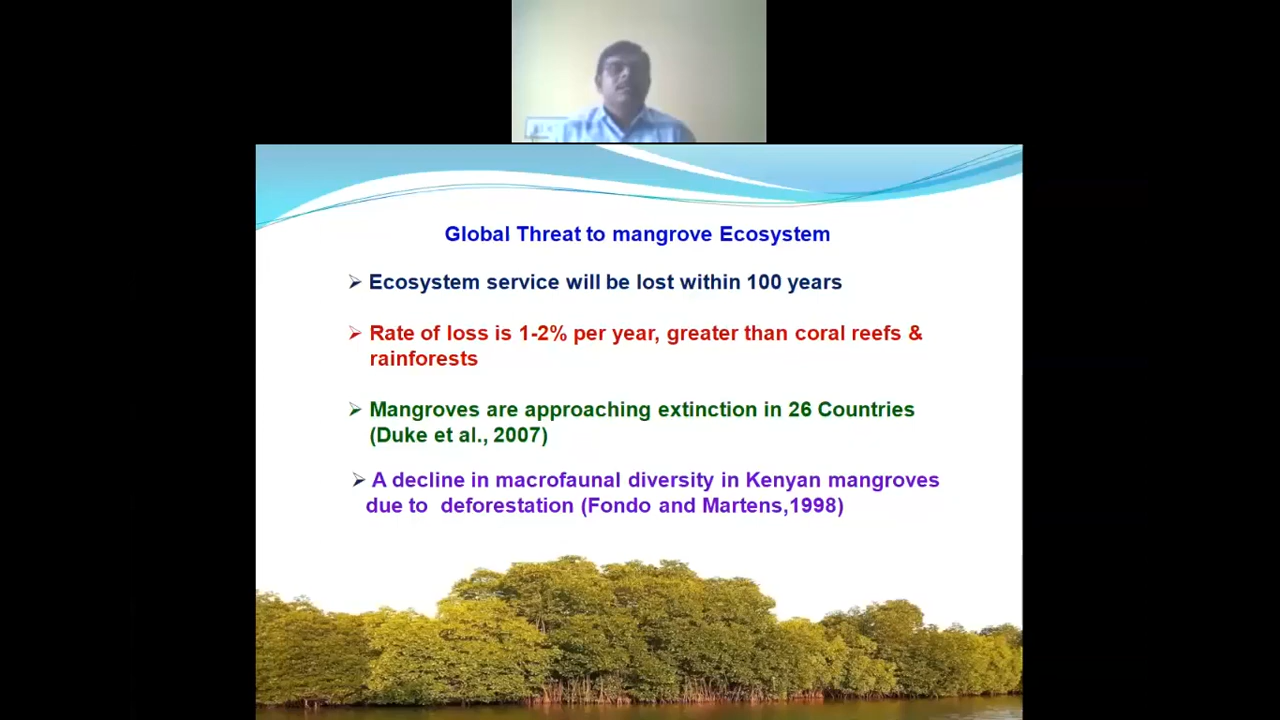 Global Threat to mangrove Ecosystem
Ecosystem service will be lost within 100 years
Rate of loss is 1-2% per year, greater than coral reefs &
rainforests
Mangroves are approaching extinction in 26 Countries
(Duke et al., 2007)
A decline in macrofaunal diversity in Kenyan mangroves
due to deforestation (Fondo and Martens,1998)